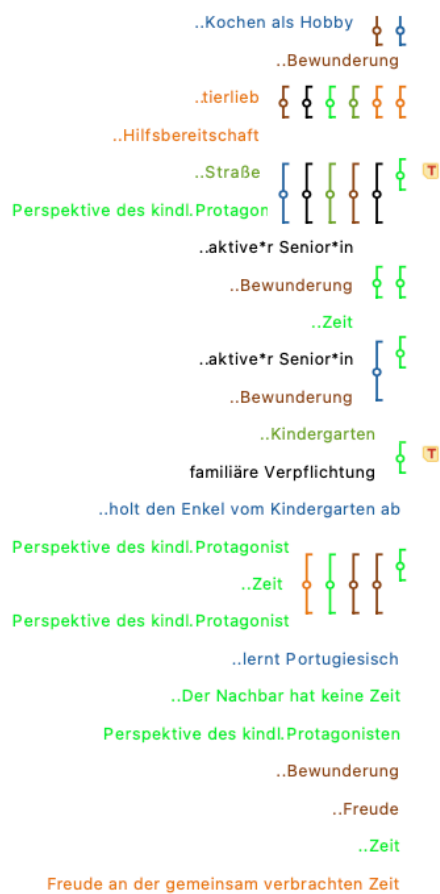 ..Kochen als Hobby
..Bewunderung
..tierlieb
..Hilfsbereitschaft
..Straße
T
Perspektive des kindl.Protagon
..aktive*r Senior*in
..Bewunderung
..Zeit
..aktive*r Senior*in
..Bewunderung
..Kindergarten
T
familiäre Verpflichtung
..holt den Enkel vom Kindergarten ab
Perspektive des kindl.Protagonist
..Zeit
Perspektive des kindl.Protagonist
..lernt Portugiesisch
..Der Nachbar hat keine Zeit
Perspektive des kindl.Protagonisten
..Bewunderung
..Freude
..Zeit
Freude an der gemeinsam verbrachten Zeit